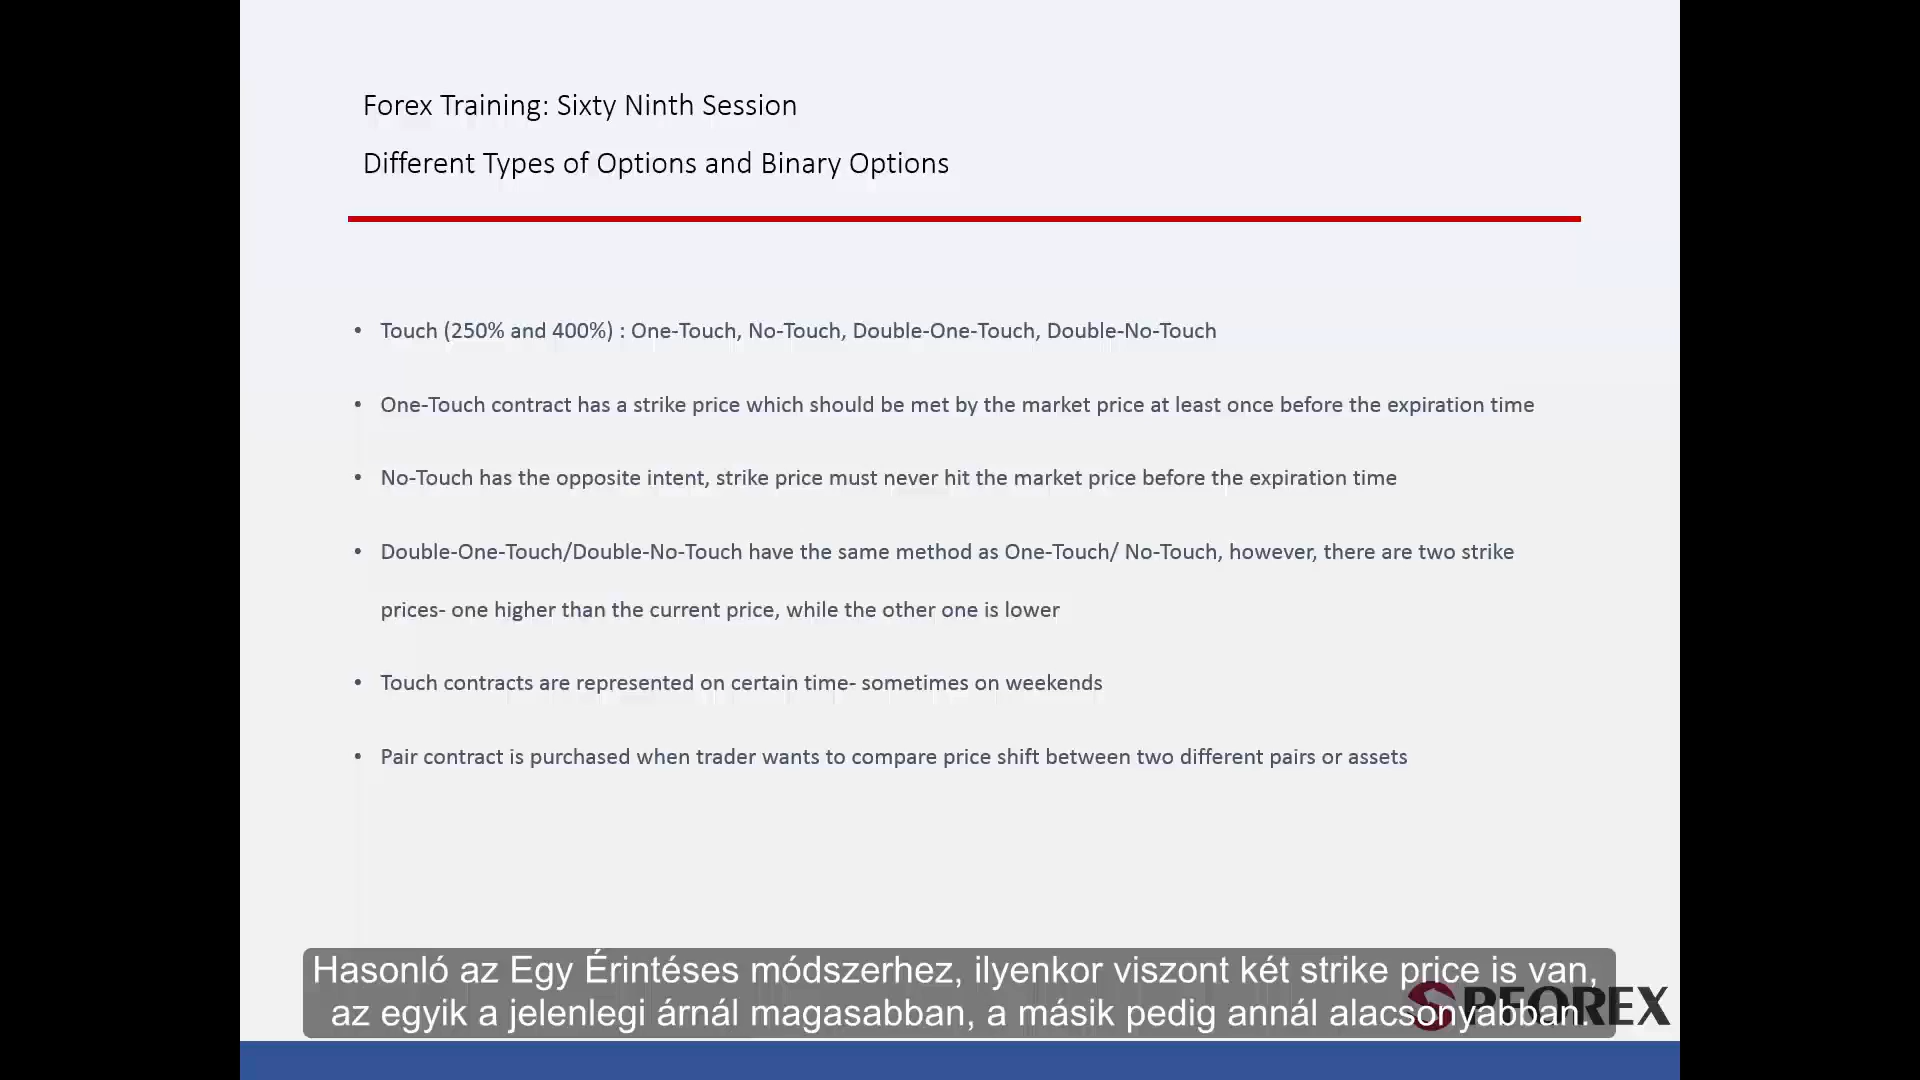 Forex Training: Sixty Ninth Session
Different Types of Options and Binary Options
• Touch (250% and 400%) : One-Touch, No-Touch, Double-One-Touch, Double-No-Touch
• One-Touch contract has a strike price which should be met by the market price at least once before the expiration time
• No-Touch has the opposite intent, strike price must never hit the market price before the expiration time
• Double-One-Touch/Double-No-Touch have the same method as One-Touch/ No-Touch, however, there are two strike
prices- one higher than the current price, while the other one is lower
• Touch contracts are represented on certain time- sometimes on weekends
• Pair contract is purchased when trader wants to compare price shift between two different pairs or assets
Hasonló az Egy Érintéses módszerhez, ilyenkor viszont két strike price is van,
az egyik a jelenlegi árnál magasabban, a másik pedig annál alacsonyabban.
PFOREX